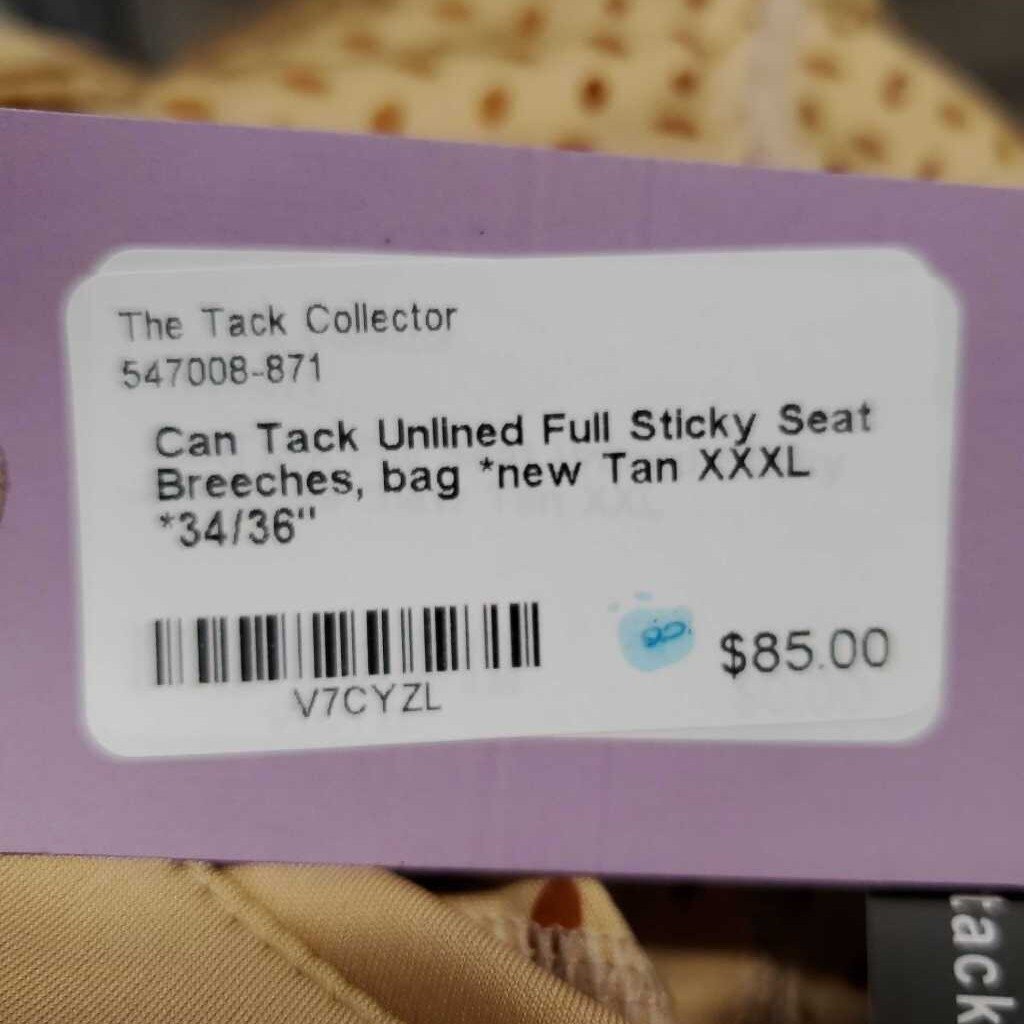 The Tack Collector
547008-871
Can Tack Unlined Full Sticky Seat
Breeches, bag *new Tan XXXL
*34/36"
V7CYZL
$85.00
tack